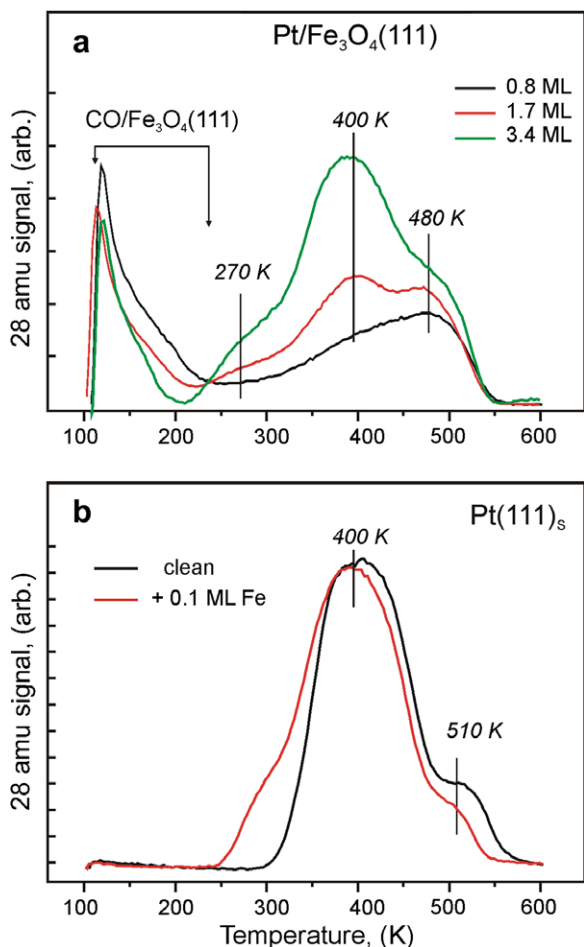 a
Pt/Fe₃O₄(111)
0.8 ML
1.7 ML
3.4 ML
CO/Fe₃O₄(111)
400 K
480 K
270 K
28 amu signal, (arb.)
100 200 300 400 500 600
b
Pt(111)ₛ
clean
+ 0.1 ML Fe
400 K
510 K
28 amu signal, (arb.)
100 200 300 400 500 600
Temperature, (K)